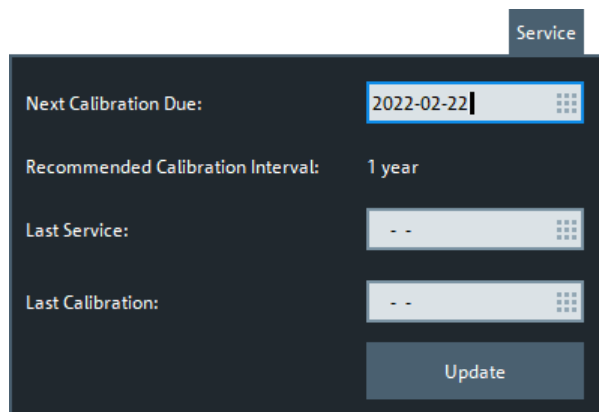 Service
Next Calibration Due: 2022-02-22
Recommended Calibration Interval: 1 year
Last Service: - -
Last Calibration: - -
Update